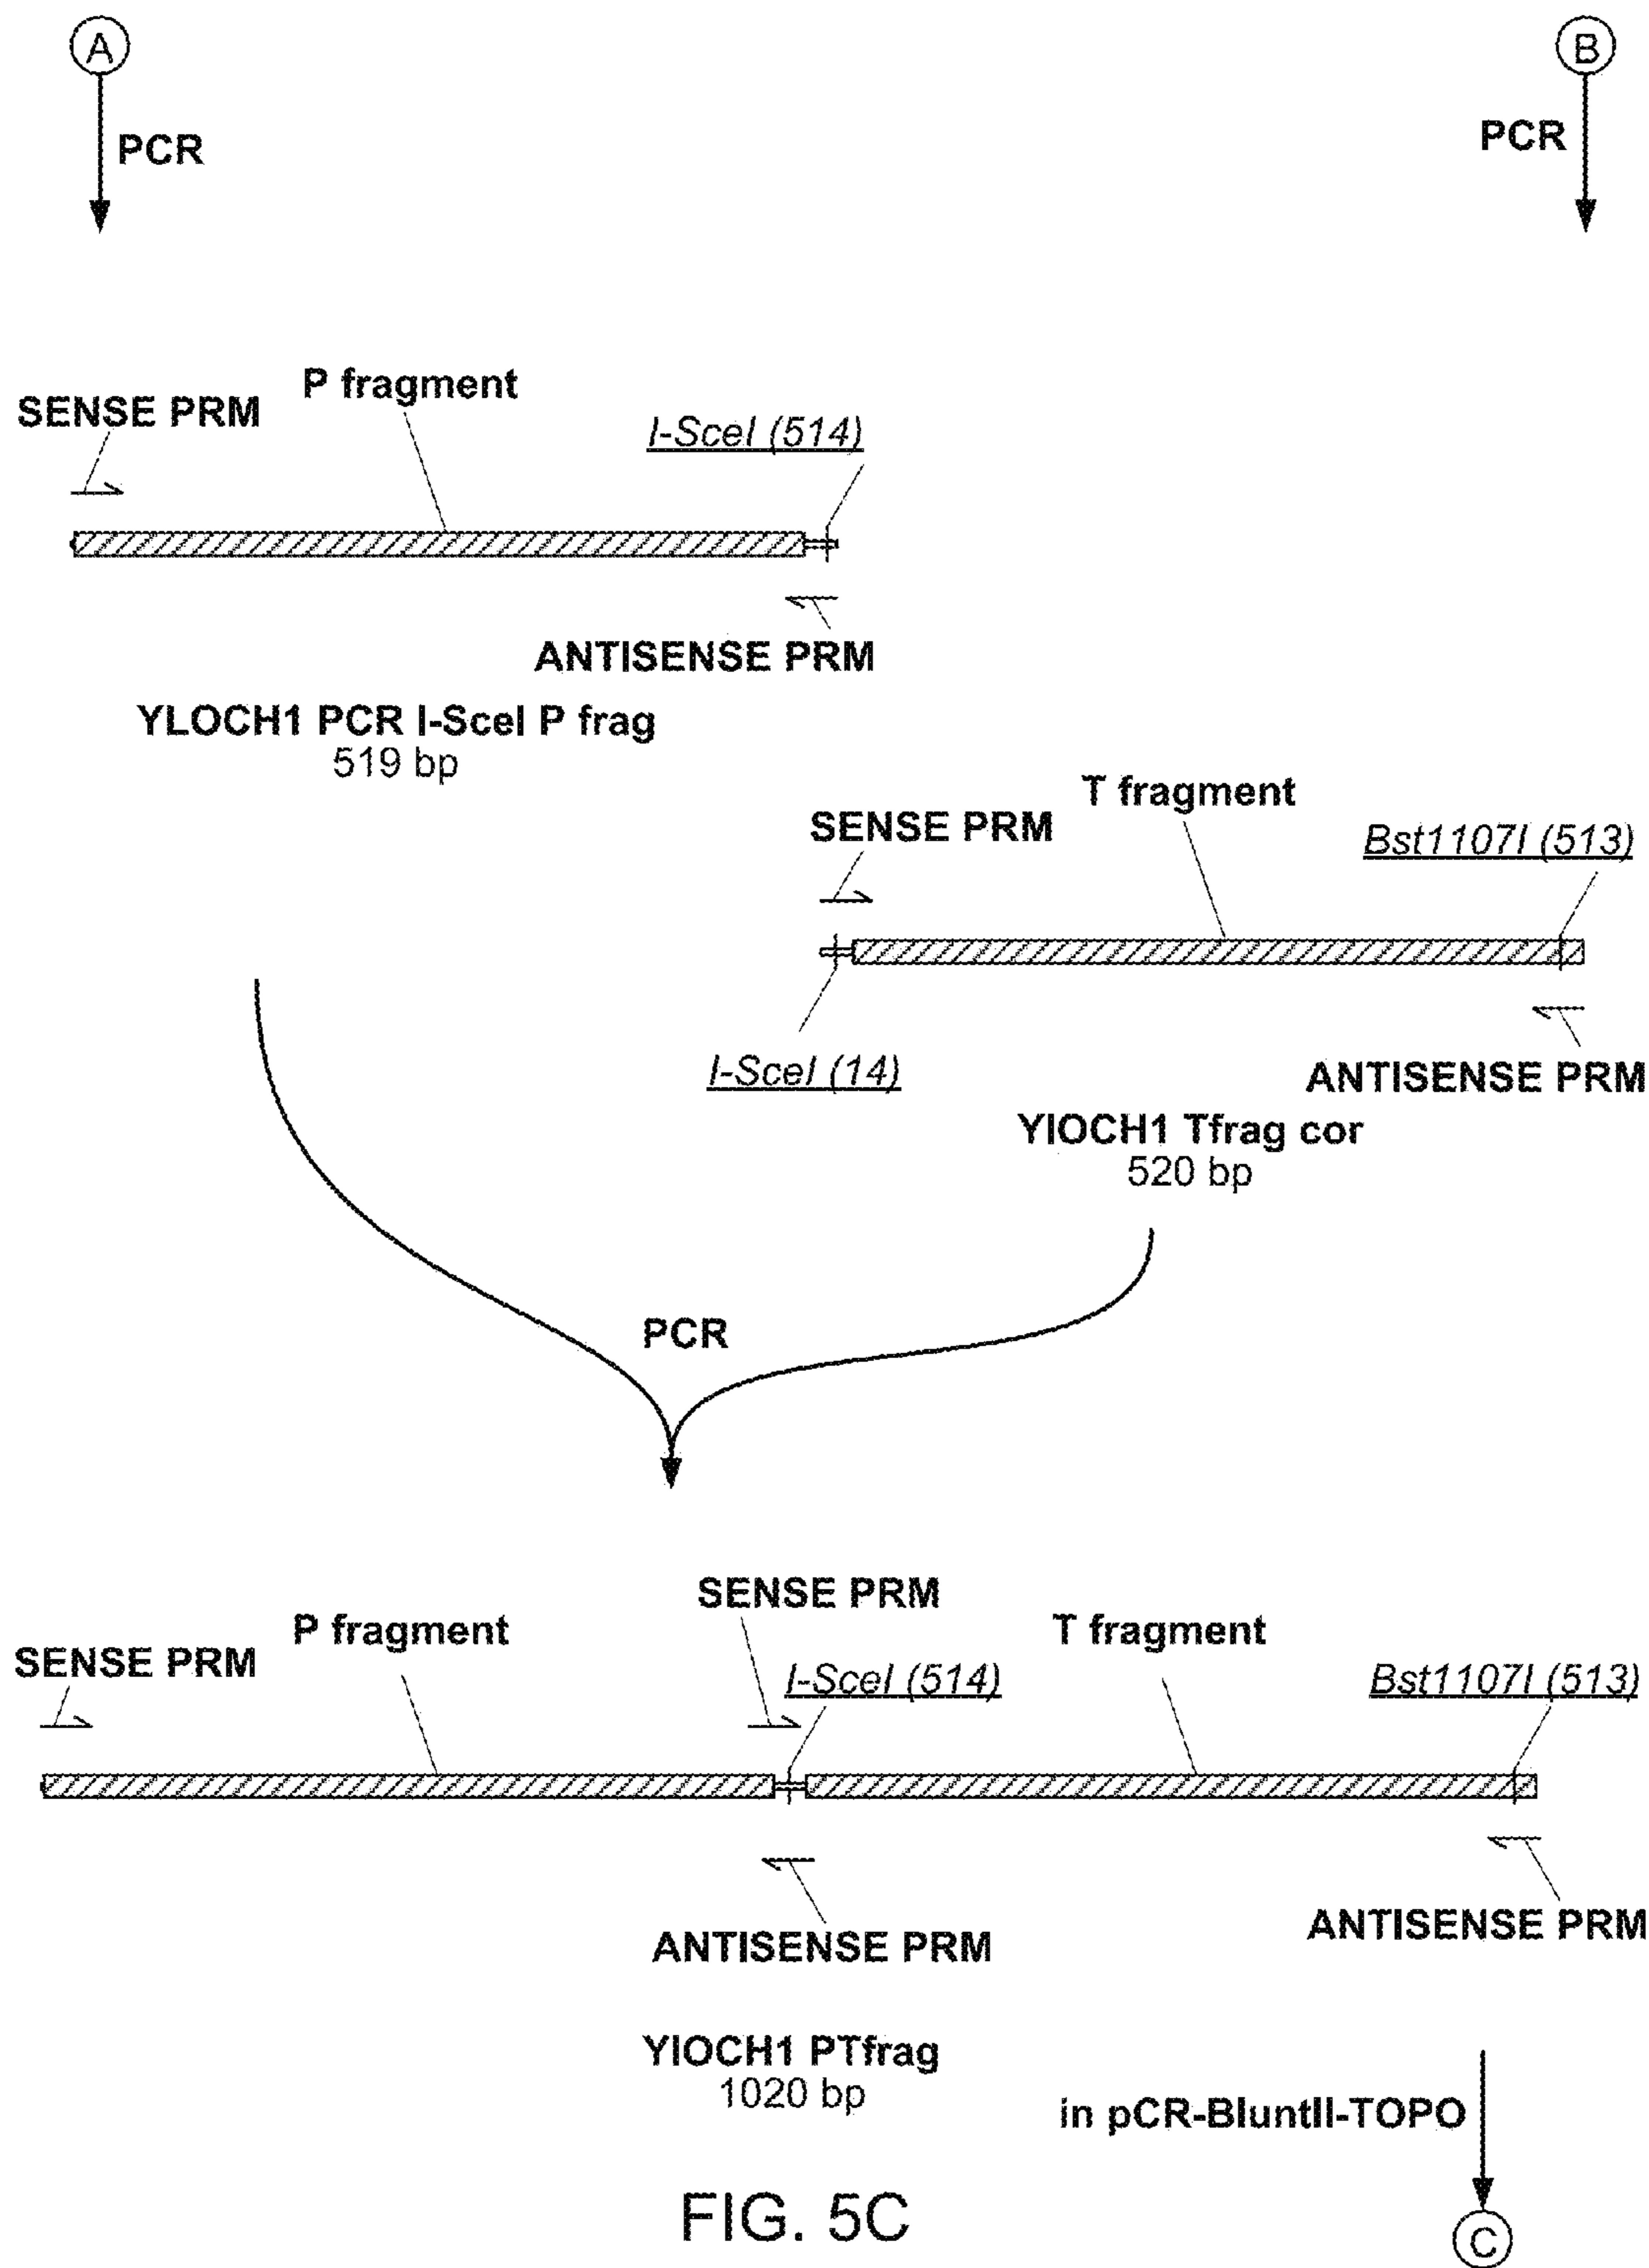 A
B
PCR
PCR
P fragment
SENSE PRM
I-SceI (514)
ANTISENSE PRM
YLOCH1 PCR I-SceI P frag
519 bp
T fragment
SENSE PRM
Bst1107I (513)
I-SceI (14)
ANTISENSE PRM
YlOCH1 Tfrag cor
520 bp
PCR
SENSE PRM
P fragment
T fragment
SENSE PRM
I-SceI (514)
Bst1107I (513)
ANTISENSE PRM
ANTISENSE PRM
YlOCH1 PTfrag
1020 bp
in pCR-BluntII-TOPO
FIG. 5C
C